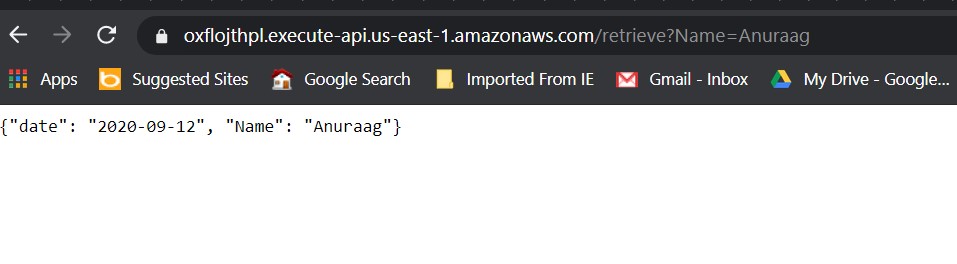 oxflojthpl.execute-api.us-east-1.amazonaws.com/retrieve?Name=Anuraag
Apps Suggested Sites Google Search Imported From IE Gmail - Inbox My Drive - Google...
{"date": "2020-09-12", "Name": "Anuraag"}